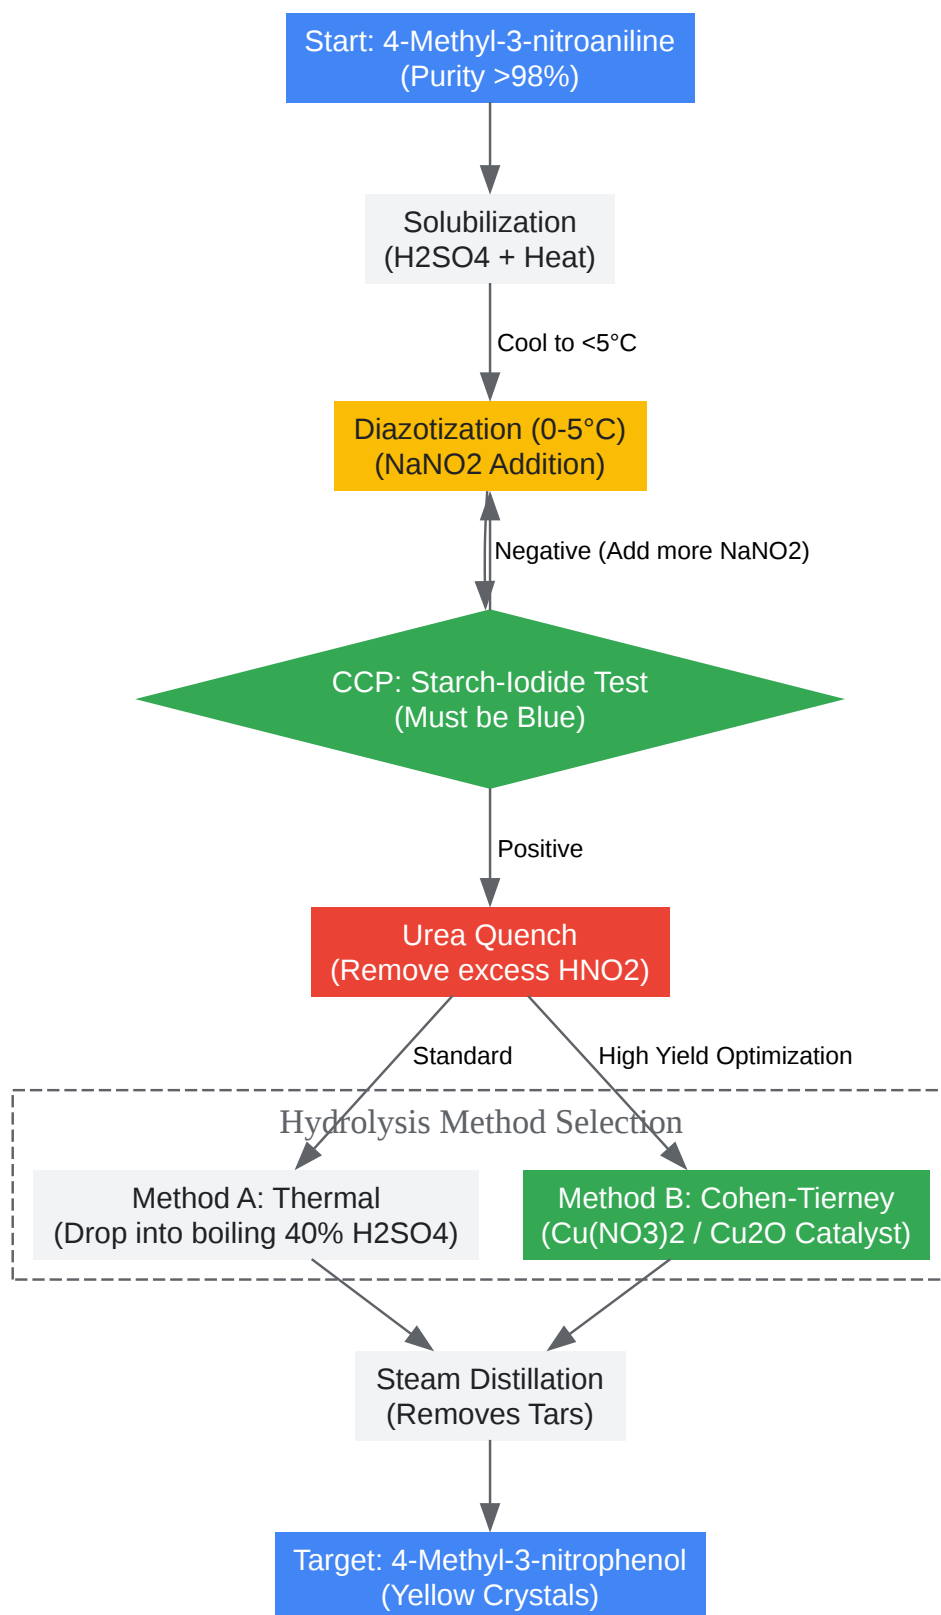 Start: 4-Methyl-3-nitroaniline
(Purity >98%)
Solubilization
(H2SO4 + Heat)
Cool to <5°C
Diazotization (0-5°C)
(NaNO2 Addition)
Negative (Add more NaNO2)
CCP: Starch-Iodide Test
(Must be Blue)
Positive
Urea Quench
(Remove excess HNO2)
Standard
High Yield Optimization
Hydrolysis Method Selection
Method A: Thermal
(Drop into boiling 40% H2SO4)
Method B: Cohen-Tierney
(Cu(NO3)2 / Cu2O Catalyst)
Steam Distillation
(Removes Tars)
Target: 4-Methyl-3-nitrophenol
(Yellow Crystals)